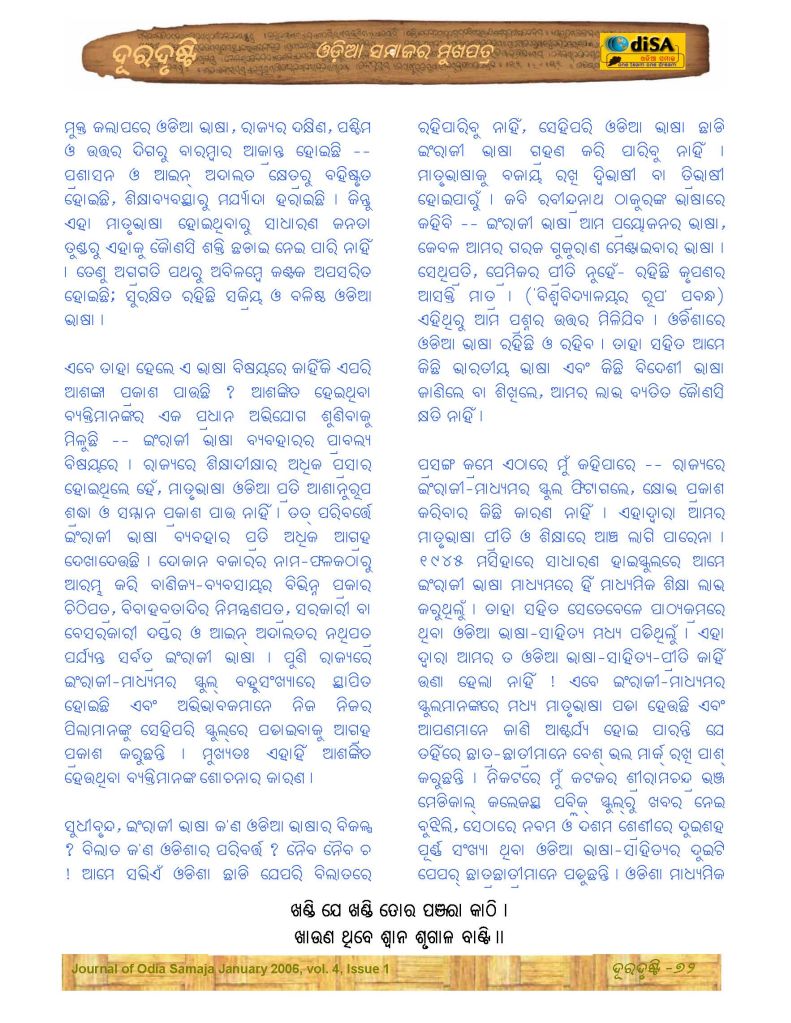 ଦୂରଦୃଷ୍ଟି
ଓଡ଼ିଆ ସମାଜର ମୁଖପତ୍ର
diSA
ଓଡ଼ିଆ ସମାଜ
one team one dream
ମୁକ୍ତ କଳାପରେ ଓଡିଆ ଭାଷା, ରାଜ୍ୟର ଦକ୍ଷିଣ, ପଶ୍ଚିମ
ଓ ଉତ୍ତର ଦିଗରୁ ବାରମ୍ବାର ଆକ୍ରାନ୍ତ ହୋଇଛି --
ପ୍ରଶାସନ ଓ ଆଇନ୍ ଅଦାଲତ କ୍ଷେତ୍ରରୁ ବହିଷ୍କୃତ
ହୋଇଛି, ଶିକ୍ଷାବ୍ୟବସ୍ଥାରୁ ମର୍ଯ୍ୟାଦା ହରାଇଛି । କିନ୍ତୁ
ଏହା ମାତୃଭାଷା ହୋଇଥିବାରୁ ସାଧାରଣ ଜନତା
ତୁଣ୍ଡରୁ ଏହାକୁ କୌଣସି ଶକ୍ତି ଛଡାଇ ନେଇ ପାରି ନାହିଁ
। ତେଣୁ ଅଗ୍ରଗତି ପଥରୁ ଅବିଳମ୍ବେ କଣ୍ଟକ ଅପସରିତ
ହୋଇଛି; ସୁରକ୍ଷିତ ରହିଛି ସକ୍ରିୟ ଓ ବଳିଷ୍ଠ ଓଡିଆ
ଭାଷା ।
ଏବେ ତାହା ହେଲେ ଏ ଭାଷା ବିଷୟରେ କାହିଁକି ଏପରି
ଆଶଙ୍କା ପ୍ରକାଶ ପାଉଛି ? ଆଶଙ୍କିତ ହେଇଥିବା
ବ୍ୟକ୍ତିମାନଙ୍କର ଏକ ପ୍ରଧାନ ଅଭିଯୋଗ ଶୁଣିବାକୁ
ମିଳୁଛି -- ଇଂରାଜୀ ଭାଷା ବ୍ୟବହାରର ପ୍ରାବଲ୍ୟ
ବିଷୟରେ । ରାଜ୍ୟରେ ଶିକ୍ଷାଦୀକ୍ଷାର ଅଧିକ ପ୍ରସାର
ହୋଇଥିଲେ ହେଁ, ମାତୃଭାଷା ଓଡିଆ ପ୍ରତି ଆଶାନୁରୂପ
ଶ୍ରଦ୍ଧା ଓ ସମ୍ମାନ ପ୍ରକାଶ ପାଉ ନାହିଁ । ତତ୍ ପରିବର୍ତ୍ତେ
ଇଂରାଜୀ ଭାଷା ବ୍ୟବହାର ପ୍ରତି ଅଧିକ ଆଗ୍ରହ
ଦେଖାଦେଉଛି । ଦୋକାନ ବଜାରର ନାମ-ଫଳକଠାରୁ
ଆରମ୍ଭ କରି ବାଣିଜ୍ୟ-ବ୍ୟବସାୟର ବିଭିନ୍ନ ପ୍ରକାର
ଚିଠିପତ୍ର, ବିବାହବ୍ରତାଦିର ନିମନ୍ତ୍ରଣପତ୍ର, ସରକାରୀ ବା
ବେସରକାରୀ ଦପ୍ତର ଓ ଆଇନ୍ ଅଦାଲତର ନଥିପତ୍ର
ପର୍ଯ୍ୟନ୍ତ ସର୍ବତ୍ର ଇଂରାଜୀ ଭାଷା । ପୁଣି ରାଜ୍ୟରେ
ଇଂରାଜୀ-ମାଧ୍ୟମର ସ୍କୁଲ୍ ବହୁସଂଖ୍ୟାରେ ସ୍ଥାପିତ
ହୋଇଛି ଏବଂ ଅଭିଭାବକମାନେ ନିଜ ନିଜର
ପିଲାମାନଙ୍କୁ ସେହିପରି ସ୍କୁଲ୍‌ରେ ପଢାଇବାକୁ ଆଗ୍ରହ
ପ୍ରକାଶ କରୁଛନ୍ତି । ମୁଖ୍ୟତଃ ଏହାହିଁ ଆଶଙ୍କିତ
ହେଉଥିବା ବ୍ୟକ୍ତିମାନଙ୍କ ଶୋଚନାର କାରଣ ।
ସୁଧୀବୃନ୍ଦ, ଇଂରାଜୀ ଭାଷା କ'ଣ ଓଡିଆ ଭାଷାର ବିକଳ୍ପ
? ବିଲାତ କ'ଣ ଓଡିଶାର ପରିବର୍ତ୍ତ ? ନୈବ ନୈବ ଚ
! ଆମେ ସଭିଏଁ ଓଡିଶା ଛାଡି ଯେପରି ବିଲାତରେ
ରହିପାରିବୁ ନାହିଁ, ସେହିପରି ଓଡିଆ ଭାଷା ଛାଡି
ଇଂରାଜୀ ଭାଷା ଗ୍ରହଣ କରି ପାରିବୁ ନାହିଁ ।
ମାତୃଭାଷାକୁ ବଜାୟ ରଖି ଦ୍ୱିଭାଷୀ ବା ତ୍ରିଭାଷୀ
ହୋଇପାରୁଁ । କବି ରବୀନ୍ଦ୍ରନାଥ ଠାକୁରଙ୍କ ଭାଷାରେ
କହିବି -- ଇଂରାଜୀ ଭାଷା ଆମ ପ୍ରୟୋଜନର ଭାଷା,
କେବଳ ଆମର ଗରଜ ଗୁଜୁରାଣ ମେଣ୍ଟାଇବାର ଭାଷା ।
ସେଥିପ୍ରତି, ପ୍ରେମିକର ପ୍ରୀତି ନୁହେଁ- ରହିଛି କୃପଣର
ଆସକ୍ତି ମାତ୍ର । ('ବିଶ୍ୱବିଦ୍ୟାଳୟର ରୂପ' ପ୍ରବନ୍ଧ)
ଏହିଥିରୁ ଆମ ପ୍ରଶ୍ନର ଉତ୍ତର ମିଳିଯିବ । ଓଡିଶାରେ
ଓଡିଆ ଭାଷା ରହିଛି ଓ ରହିବ । ତାହା ସହିତ ଆମେ
କିଛି ଭାରତୀୟ ଭାଷା ଏବଂ କିଛି ବିଦେଶୀ ଭାଷା
ଜାଣିଲେ ବା ଶିଖିଲେ, ଆମର ଲାଭ ବ୍ୟତିତ କୌଣସି
କ୍ଷତି ନାହିଁ ।
ପ୍ରସଙ୍ଗ କ୍ରମେ ଏଠାରେ ମୁଁ କହିପାରେ -- ରାଜ୍ୟରେ
ଇଂରାଜୀ-ମାଧ୍ୟମର ସ୍କୁଲ ଫିଟାଗଲେ, କ୍ଷୋଭ ପ୍ରକାଶ
କରିବାର କିଛି କାରଣ ନାହିଁ । ଏହାଦ୍ୱାରା ଆମର
ମାତୃଭାଷା ପ୍ରୀତି ଓ ଶିକ୍ଷାରେ ଆଞ୍ଚ ଲାଗି ପାରେନା ।
୧୯୪୫ ମସିହାରେ ସାଧାରଣ ହାଇସ୍କୁଲରେ ଆମେ
ଇଂରାଜୀ ଭାଷା ମାଧ୍ୟମରେ ହିଁ ମାଧ୍ୟମିକ ଶିକ୍ଷା ଲାଭ
କରୁଥିଲୁଁ । ତାହା ସହିତ ସେତେବେଳେ ପାଠ୍ୟକ୍ରମରେ
ଥିବା ଓଡିଆ ଭାଷା-ସାହିତ୍ୟ ମଧ୍ୟ ପଢିଥିଲୁଁ । ଏହା
ଦ୍ୱାରା ଆମର ତ ଓଡିଆ ଭାଷା-ସାହିତ୍ୟ-ପ୍ରୀତି କାହିଁ
ଉଣା ହେଲା ନାହିଁ ! ଏବେ ଇଂରାଜୀ-ମାଧ୍ୟମର
ସ୍କୁଲମାନଙ୍କରେ ମଧ୍ୟ ମାତୃଭାଷା ପଢା ହେଉଛି ଏବଂ
ଆପଣମାନେ ଜାଣି ଆଶ୍ଚର୍ଯ୍ୟ ହୋଇ ପାରନ୍ତି ଯେ
ତହିଁରେ ଛାତ୍ର-ଛାତ୍ରୀମାନେ ବେଶ୍ ଭଲ ମାର୍କ୍ ରଖି ପାଶ୍
କରୁଛନ୍ତି । ନିକଟରେ ମୁଁ କଟକର ଶ୍ରୀରାମଚନ୍ଦ୍ର ଭଞ୍ଜ
ମେଡିକାଲ୍ କଲେଜସ୍ଥ ପବ୍ଲିକ୍ ସ୍କୁଲ୍‌ରୁ ଖବର ନେଇ
ବୁଝିଲି, ସେଠାରେ ନବମ ଓ ଦଶମ ଶ୍ରେଣୀରେ ଦୁଇଶହ
ପୂର୍ଣ୍ଣ ସଂଖ୍ୟା ଥିବା ଓଡିଆ ଭାଷା-ସାହିତ୍ୟର ଦୁଇଟି
ପେପର୍ ଛାତ୍ରଛାତ୍ରୀମାନେ ପଢୁଛନ୍ତି । ଓଡିଶା ମାଧ୍ୟମିକ
ଖଣ୍ଡି ଯେ ଖଣ୍ଡି ତୋର ପଞ୍ଜରା କାଠି ।
ଖାଉଣ ଥିବେ ଶ୍ୱାନ ଶୃଗାଳ ବାଣ୍ଟି ॥
Journal of Odia Samaja January 2006, vol. 4, Issue 1
ଦୂରଦୃଷ୍ଟି -୭୨